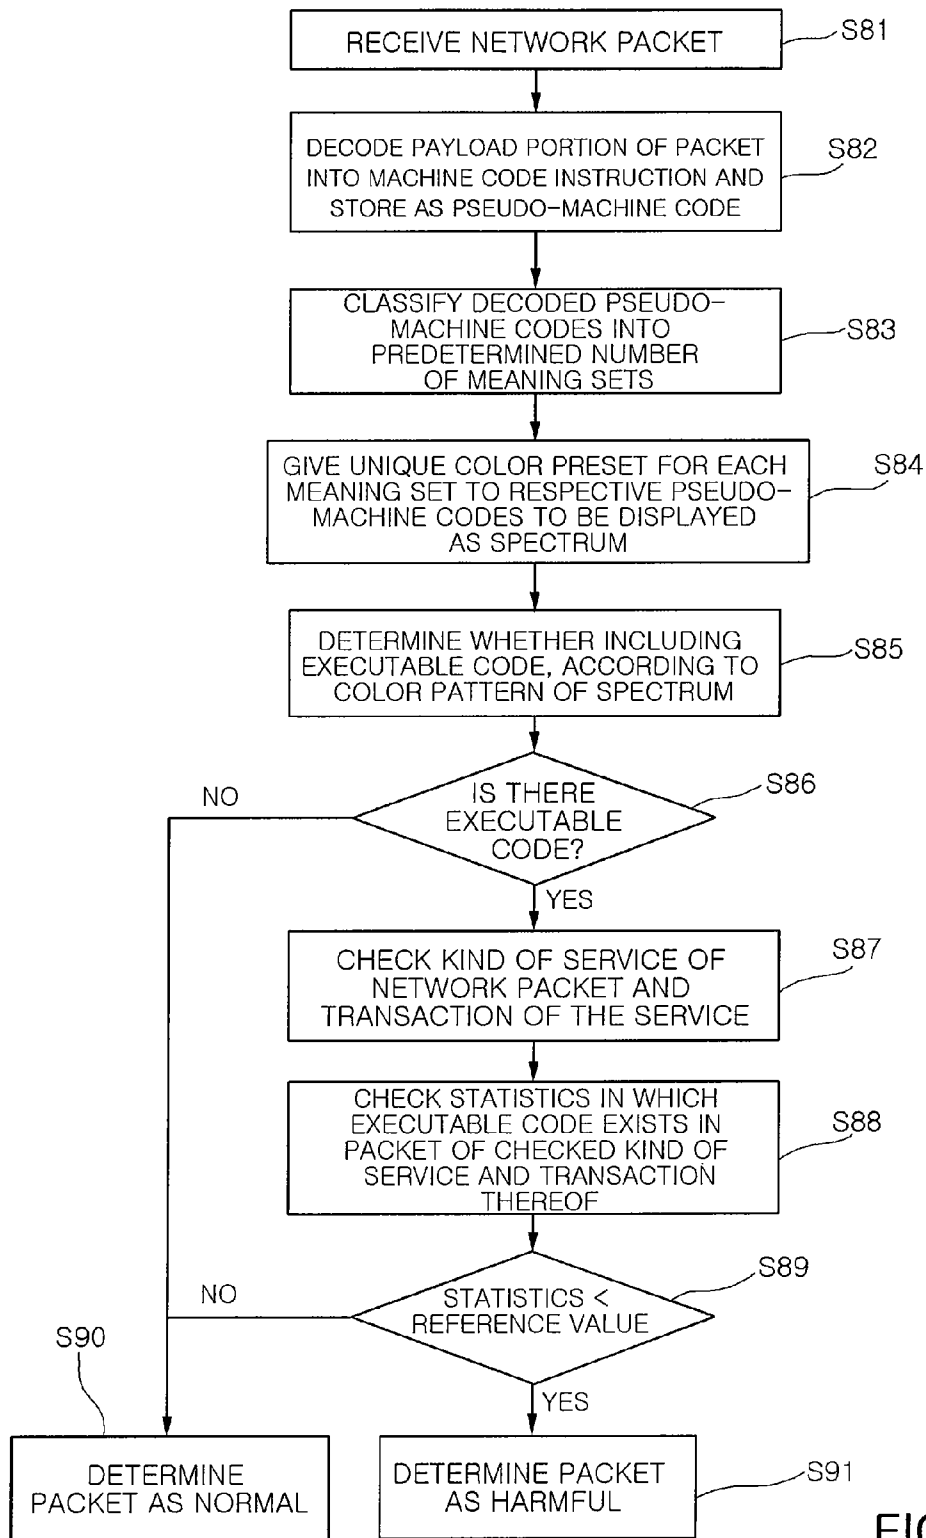 RECEIVE NETWORK PACKET
S81
DECODE PAYLOAD PORTION OF PACKET
INTO MACHINE CODE INSTRUCTION AND
STORE AS PSEUDO-MACHINE CODE
S82
CLASSIFY DECODED PSEUDO-
MACHINE CODES INTO
PREDETERMINED NUMBER
OF MEANING SETS
S83
GIVE UNIQUE COLOR PRESET FOR EACH
MEANING SET TO RESPECTIVE PSEUDO-
MACHINE CODES TO BE DISPLAYED
AS SPECTRUM
S84
DETERMINE WHETHER INCLUDING
EXECUTABLE CODE, ACCORDING TO
COLOR PATTERN OF SPECTRUM
S85
IS THERE
EXECUTABLE
CODE?
S86
NO
YES
CHECK KIND OF SERVICE OF
NETWORK PACKET AND
TRANSACTION OF THE SERVICE
S87
CHECK STATISTICS IN WHICH
EXECUTABLE CODE EXISTS IN
PACKET OF CHECKED KIND OF
SERVICE AND TRANSACTION
THEREOF
S88
STATISTICS <
REFERENCE VALUE
S89
NO
YES
S90
DETERMINE
PACKET AS NORMAL
DETERMINE PACKET
AS HARMFUL
S91
FIG